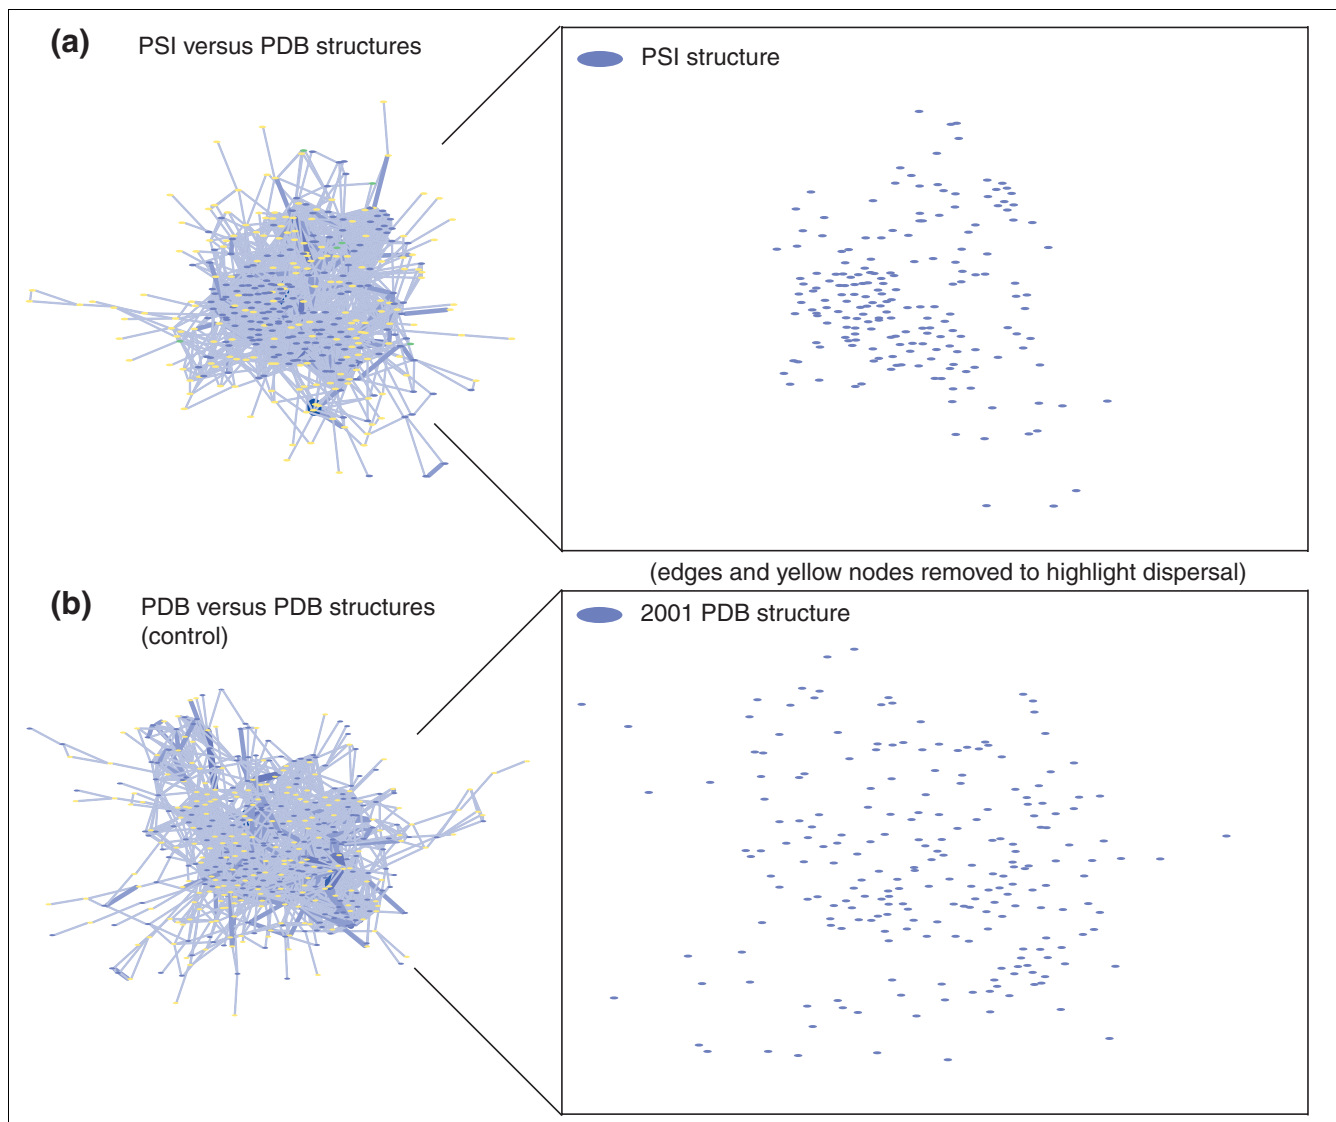 (a)
PSI versus PDB structures
PSI structure
(edges and yellow nodes removed to highlight dispersal)
(b)
PDB versus PDB structures
(control)
2001 PDB structure